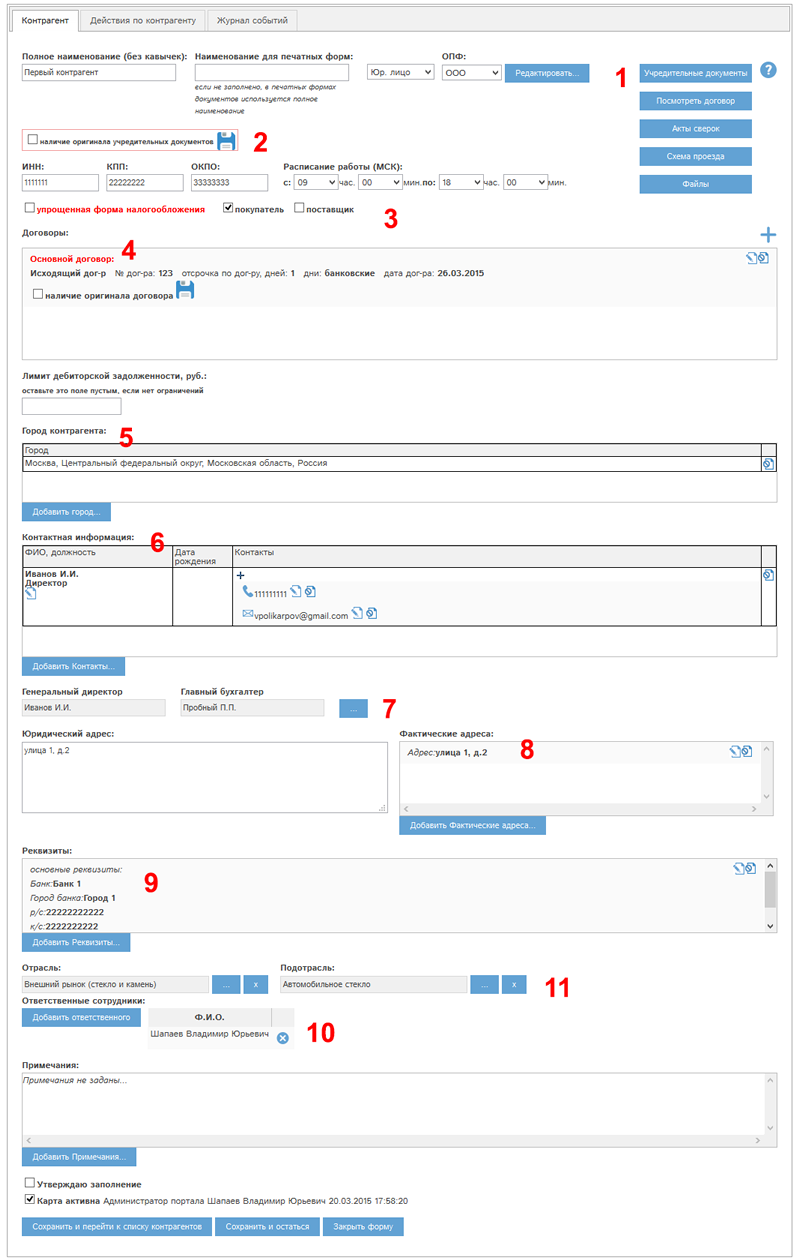 Контрагент Действия по контрагенту Журнал событий
Полное наименование (без кавычек): Наименование для печатных форм: ОПФ:
Первый контрагент Юр. лицо ООО Редактировать... 1 Учредительные документы ?
если не заполнено, в печатных формах
документов используется полное
наименование
Посмотреть договор
Акты сверок
Схема проезда
Файлы
наличие оригинала учредительных документов 2
ИНН: КПП: ОКПО: Расписание работы (МСК):
1111111 22222222 33333333 с: 09 час. 00 мин. по: 18 час. 00 мин.
упрощенная форма налогообложения покупатель поставщик 3
Договоры:
4
Основной договор:
Исходящий дог-р № дог-ра: 123 отсрочка по дог-ру, дней: 1 дни: банковские дата дог-ра: 26.03.2015
наличие оригинала договора
Лимит дебиторской задолженности, руб.:
оставьте это поле пустым, если нет ограничений
Город контрагента: 5
Город
Москва, Центральный федеральный округ, Московская область, Россия
Добавить город...
Контактная информация: 6
ФИО, должность Дата рождения Контакты
Иванов И.И.
Директор
111111111
vpolikarpov@gmail.com
Добавить Контакты...
Генеральный директор Главный бухгалтер
Иванов И.И. Пробный П.П. ... 7
Юридический адрес: Фактические адреса:
улица 1, д.2 Адрес:улица 1, д.2 8
Добавить Фактические адреса...
Реквизиты:
основные реквизиты:
Банк:Банк 1 9
Город банка:Город 1
р/с:22222222222
к/с:2222222222
Добавить Реквизиты...
Отрасль: Подотрасль:
Внешний рынок (стекло и камень) ... x Автомобильное стекло ... x 11
Ответственные сотрудники:
Добавить ответственного Ф.И.О.
Шапаев Владимир Юрьевич 10
Примечания:
Примечания не заданы...
Добавить Примечания...
Утверждаю заполнение
Карта активна Администратор портала Шапаев Владимир Юрьевич 20.03.2015 17:58:20
Сохранить и перейти к списку контрагентов Сохранить и остаться Закрыть форму